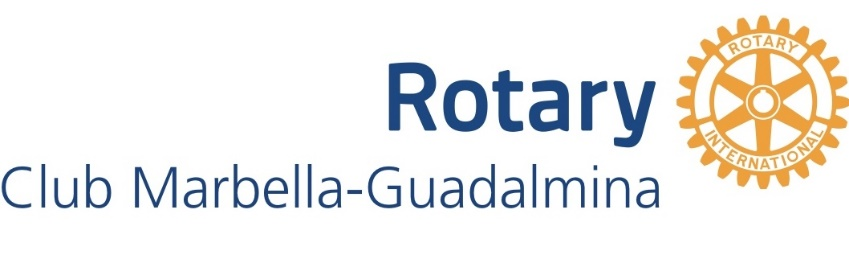 Rotary
Club Marbella-Guadalmina
ROTARY
INTERNATIONAL